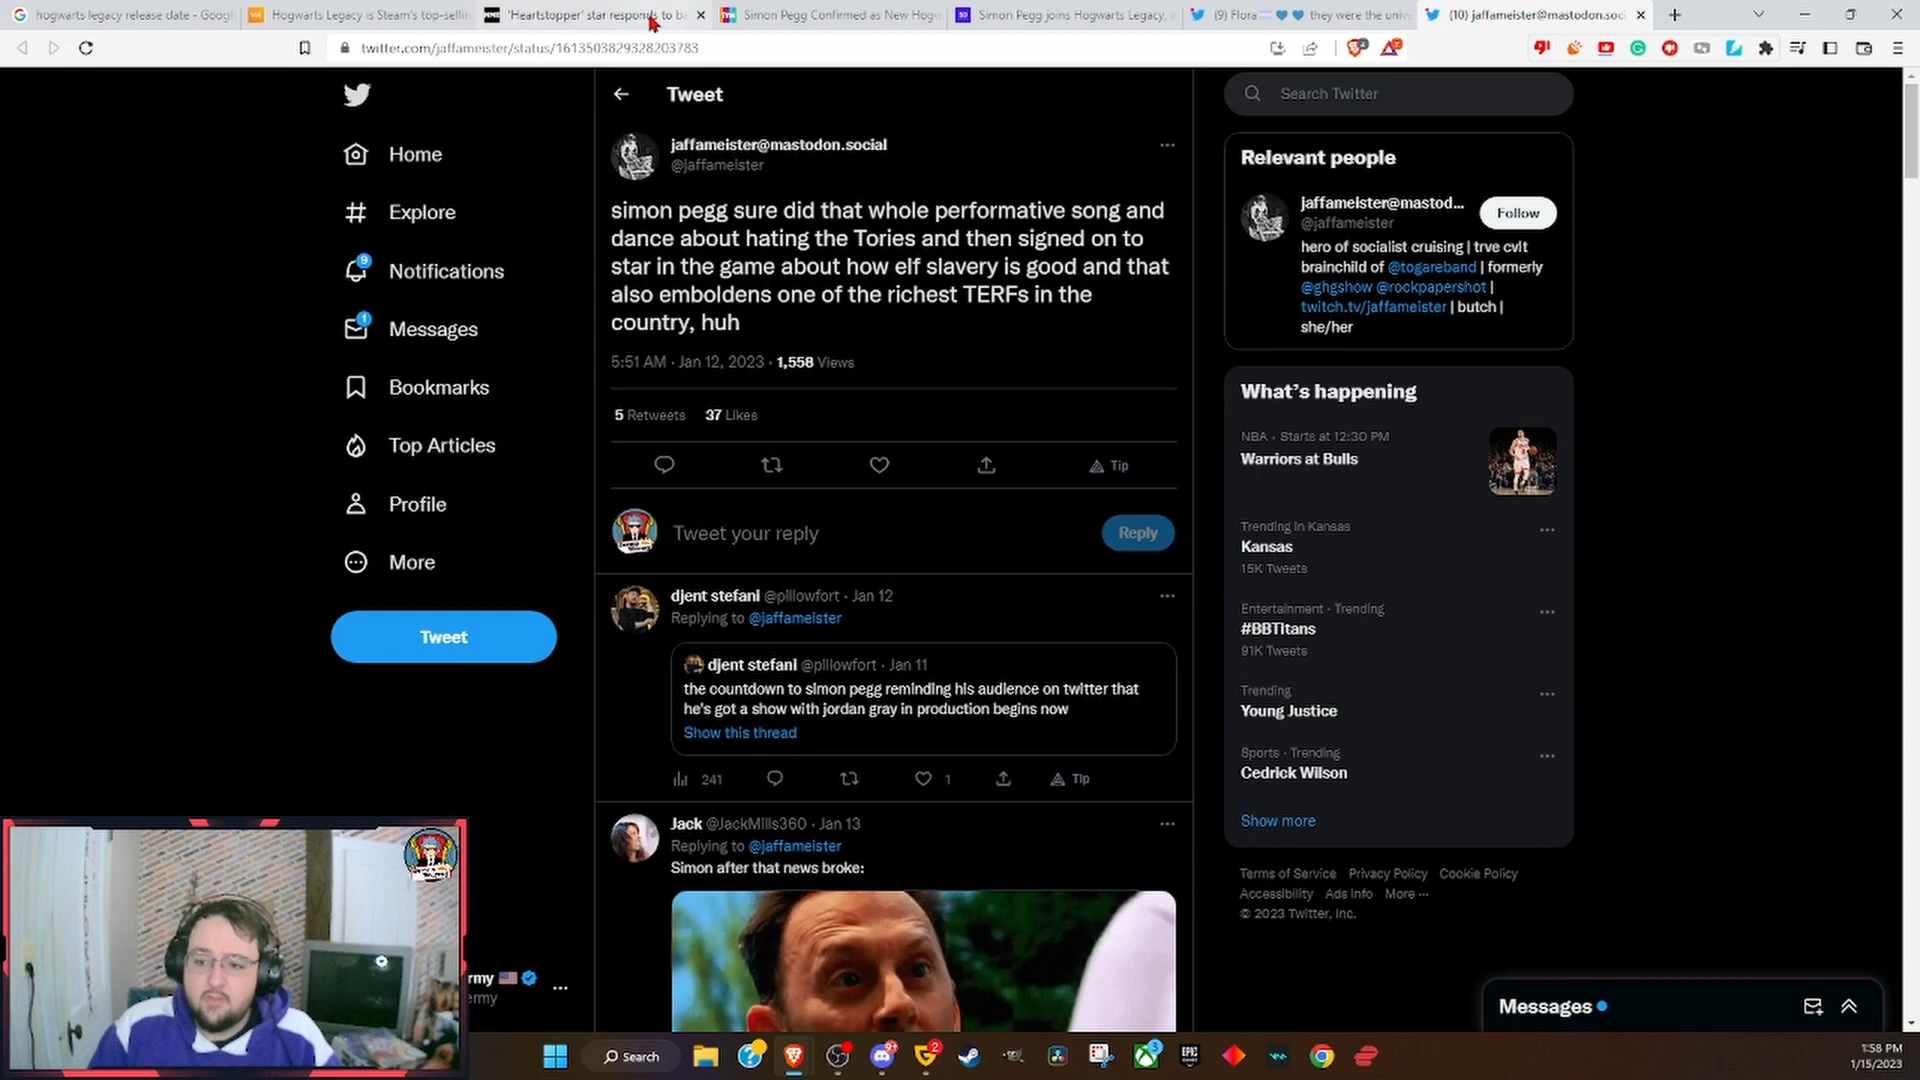 hogwarts legacy release date - Googl
Hogwarts Legacy is Steam's top-sellin
'Heartstopper' star responds to ba
Simon Pegg Confirmed as New Hogw
Simon Pegg joins Hogwarts Legacy,
(9) Flora they were the unive
(10) jaffameister@mastodon.soci
twitter.com/jaffameister/status/1613503829328203783
Home
Explore
9
Notifications
1
Messages
Bookmarks
Top Articles
Profile
More
Tweet
rmy
ermy
Tweet
jaffameister@mastodon.social
@jaffameister
simon pegg sure did that whole performative song and
dance about hating the Tories and then signed on to
star in the game about how elf slavery is good and that
also emboldens one of the richest TERFs in the
country, huh
5:51 AM · Jan 12, 2023 · 1,558 Views
5 Retweets 37 Likes
Tip
Tweet your reply
Reply
djent stefani @plllowfort · Jan 12
Replying to @jaffameister
djent stefani @plllowfort · Jan 11
the countdown to simon pegg reminding his audience on twitter that
he's got a show with jordan gray in production begins now
Show this thread
241
1
Tip
Jack @JackMills360 · Jan 13
Replying to @jaffameister
Simon after that news broke:
Search Twitter
Relevant people
jaffameister@mastod...
@jaffameister
Follow
hero of socialist cruising | trve cvlt
brainchild of @togareband | formerly
@ghgshow @rockpapershot |
twitch.tv/jaffameister | butch |
she/her
What's happening
NBA · Starts at 12:30 PM
Warriors at Bulls
Trending in Kansas
Kansas
15K Tweets
Entertainment · Trending
#BBTitans
91K Tweets
Trending
Young Justice
Sports · Trending
Cedrick Wilson
Show more
Terms of Service Privacy Policy Cookie Policy
Accessibility Ads info More ...
© 2023 Twitter, Inc.
Messages
Search
1:58 PM
1/15/2023